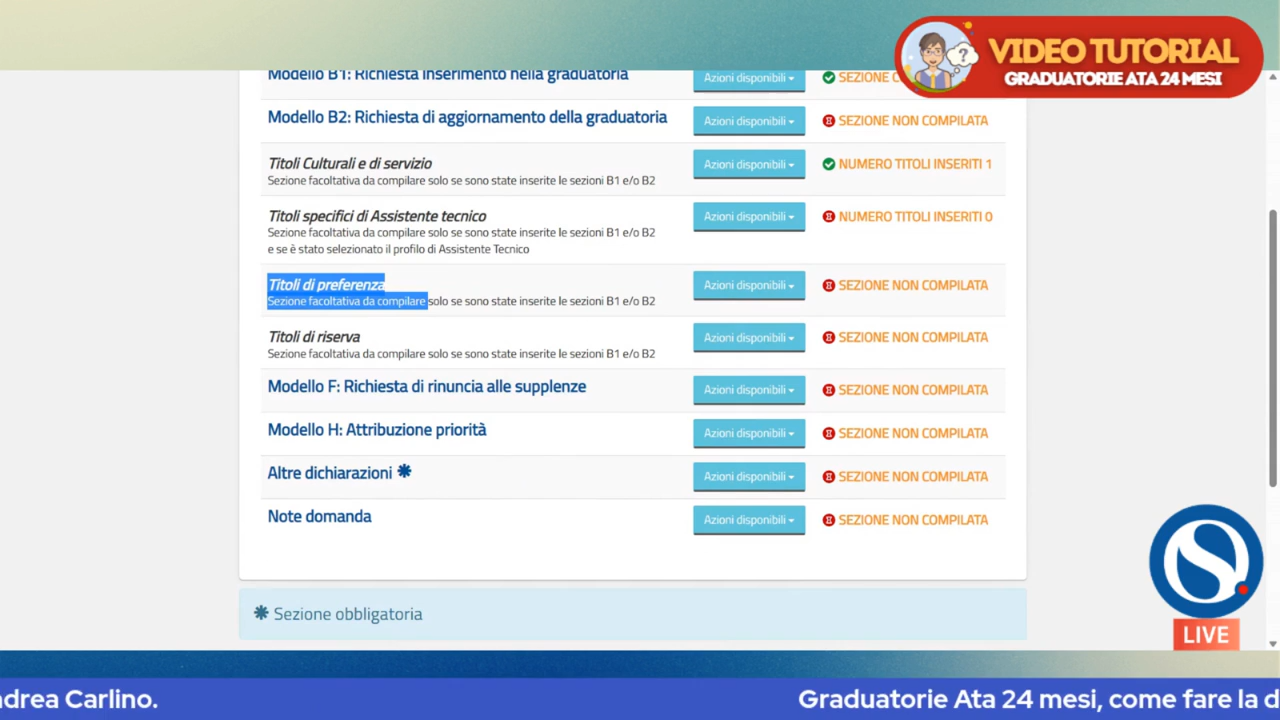 VIDEO TUTORIAL
GRADUATORIE ATA 24 MESI
Modello B1: Richiesta inserimento nella graduatoria
Azioni disponibili
SEZIONE C
Modello B2: Richiesta di aggiornamento della graduatoria
Azioni disponibili
SEZIONE NON COMPILATA
Titoli Culturali e di servizio
Sezione facoltativa da compilare solo se sono state inserite le sezioni B1 e/o B2
Azioni disponibili
NUMERO TITOLI INSERITI 1
Titoli specifici di Assistente tecnico
Sezione facoltativa da compilare solo se sono state inserite le sezioni B1 e/o B2
e se è stato selezionato il profilo di Assistente Tecnico
Azioni disponibili
NUMERO TITOLI INSERITI 0
Titoli di preferenza
Sezione facoltativa da compilare solo se sono state inserite le sezioni B1 e/o B2
Azioni disponibili
SEZIONE NON COMPILATA
Titoli di riserva
Sezione facoltativa da compilare solo se sono state inserite le sezioni B1 e/o B2
Azioni disponibili
SEZIONE NON COMPILATA
Modello F: Richiesta di rinuncia alle supplenze
Azioni disponibili
SEZIONE NON COMPILATA
Modello H: Attribuzione priorità
Azioni disponibili
SEZIONE NON COMPILATA
Altre dichiarazioni ✱
Azioni disponibili
SEZIONE NON COMPILATA
Note domanda
Azioni disponibili
SEZIONE NON COMPILATA
✱ Sezione obbligatoria
S
LIVE
ndrea Carlino.
Graduatorie Ata 24 mesi, come fare la d